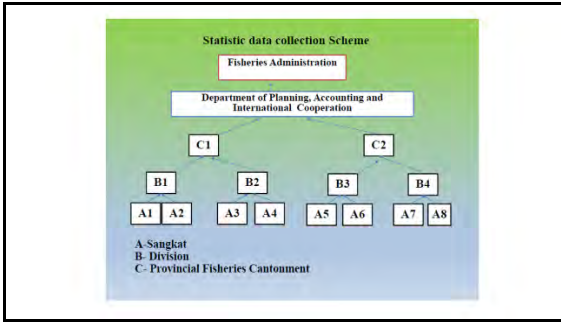 Statistic data collection Scheme
Fisheries Administration
Department of Planning, Accounting and
International Cooperation
C1 C2
B1 B2 B3 B4
A1 A2 A3 A4 A5 A6 A7 A8
A-Sangkat
B- Division
C- Provincial Fisheries Cantonment